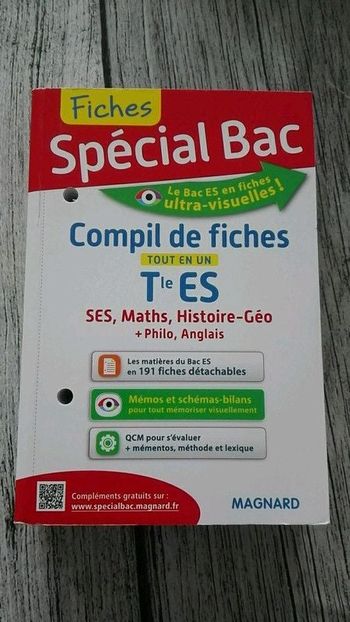 Fiches
Spécial Bac
Le Bac ES en fiches
ultra-visuelles !
Compil de fiches
TOUT EN UN
Tle ES
SES, Maths, Histoire-Géo
+ Philo, Anglais
Les matières du Bac ES
en 191 fiches détachables
Mémos et schémas-bilans
pour tout mémoriser visuellement
QCM pour s'évaluer
+ mémentos, méthode et lexique
Compléments gratuits sur :
www.specialbac.magnard.fr
MAGNARD